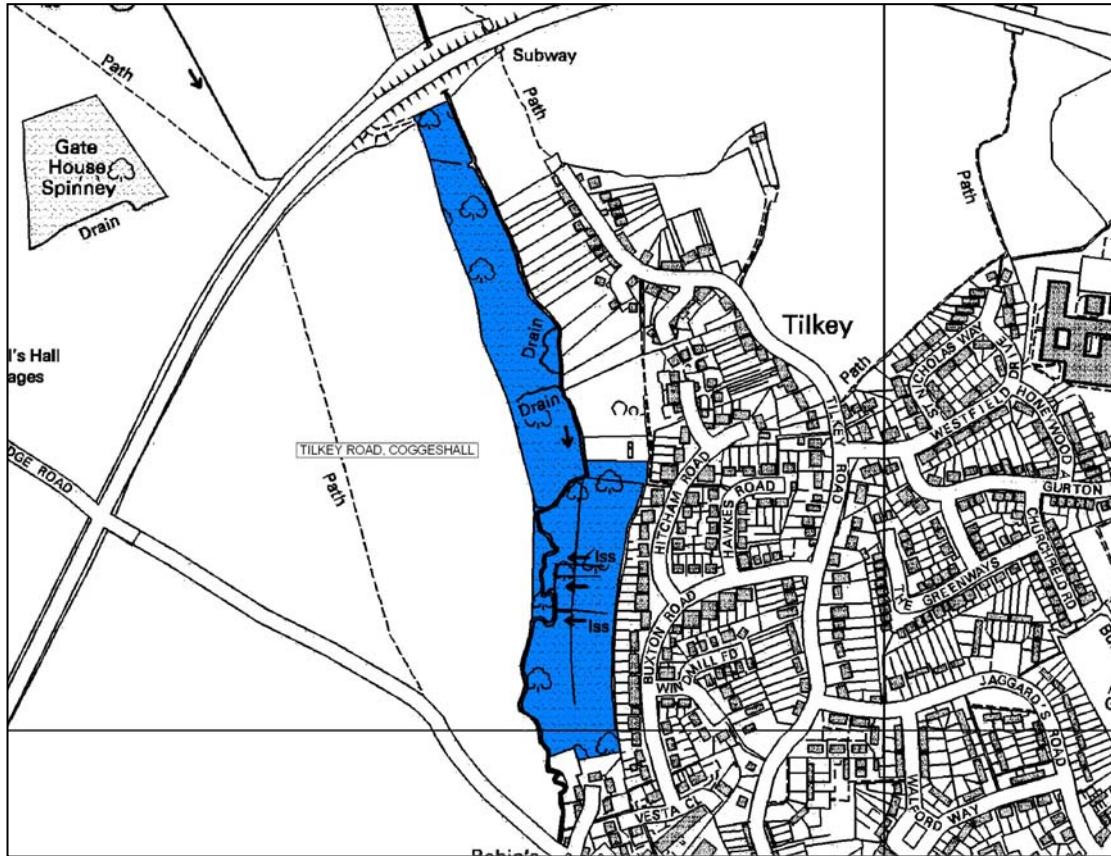 Subway
Path
Path
Gate
House
Spinney
Drain
Path
Tilkey
Drain
Drain
Path
l's Hall
ages
TILKEY ROAD, COGGESHALL
Path
DGE ROAD
ST NICHOLAS WAY
WESTFIELD DRIVE
HONEYWOOD A
GURTON
TILKEY
ROAD
HITCHAM ROAD
HAWKES ROAD
CHURCHFIELD RD
THE GREENWAYS
Iss
Iss
BUXTON ROAD
WINDMILL FD
JAGGARD'S
ROAD
WALFORD
WAY
VESTA CL